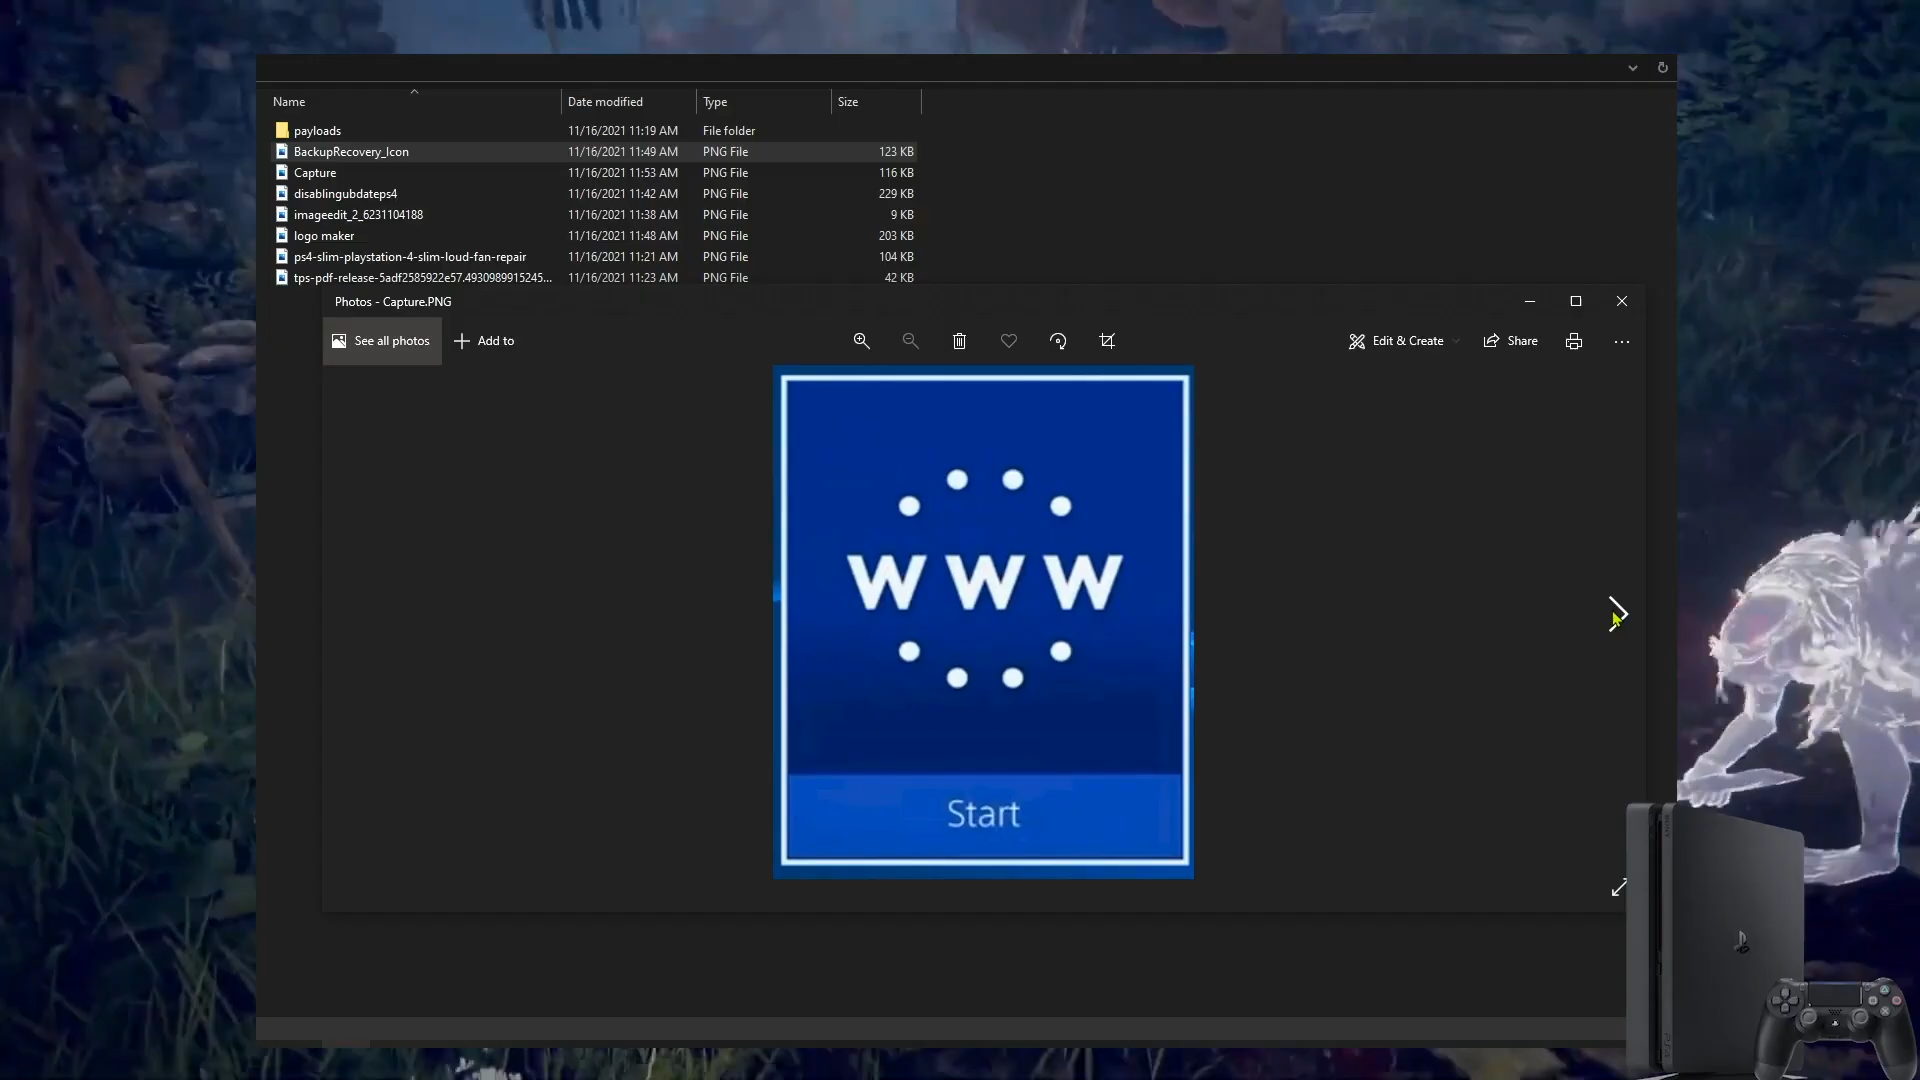 Name Date modified Type Size
payloads 11/16/2021 11:19 AM File folder
BackupRecovery_Icon 11/16/2021 11:49 AM PNG File 123 KB
Capture 11/16/2021 11:53 AM PNG File 116 KB
disablingubdateps4 11/16/2021 11:42 AM PNG File 229 KB
imageedit_2_6231104188 11/16/2021 11:38 AM PNG File 9 KB
logo maker 11/16/2021 11:48 AM PNG File 203 KB
ps4-slim-playstation-4-slim-loud-fan-repair 11/16/2021 11:21 AM PNG File 104 KB
tps-pdf-release-5adf2585922e57.4930989915245... 11/16/2021 11:23 AM PNG File 42 KB
Photos - Capture.PNG
See all photos Add to Edit & Create Share
WWW
Start